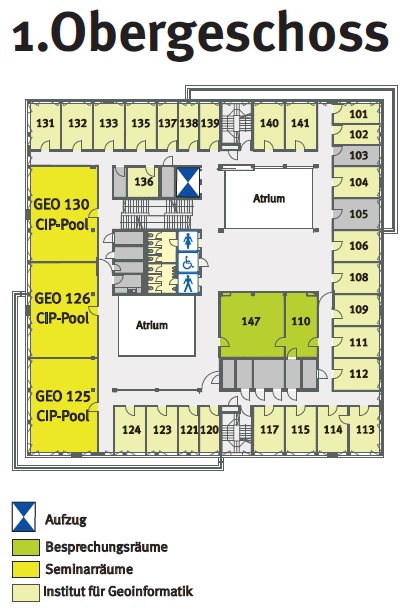 1.Obergeschoss
131 132 133 135 137 138 139 140 141 101
102
103
104
105
106
108
109
111
112
136
Atrium
GEO 130
CIP-Pool
GEO 126
CIP-Pool
GEO 125
CIP-Pool
Atrium
147 110
124 123 121 120 117 115 114 113
Aufzug
Besprechungsräume
Seminarräume
Institut für Geoinformatik